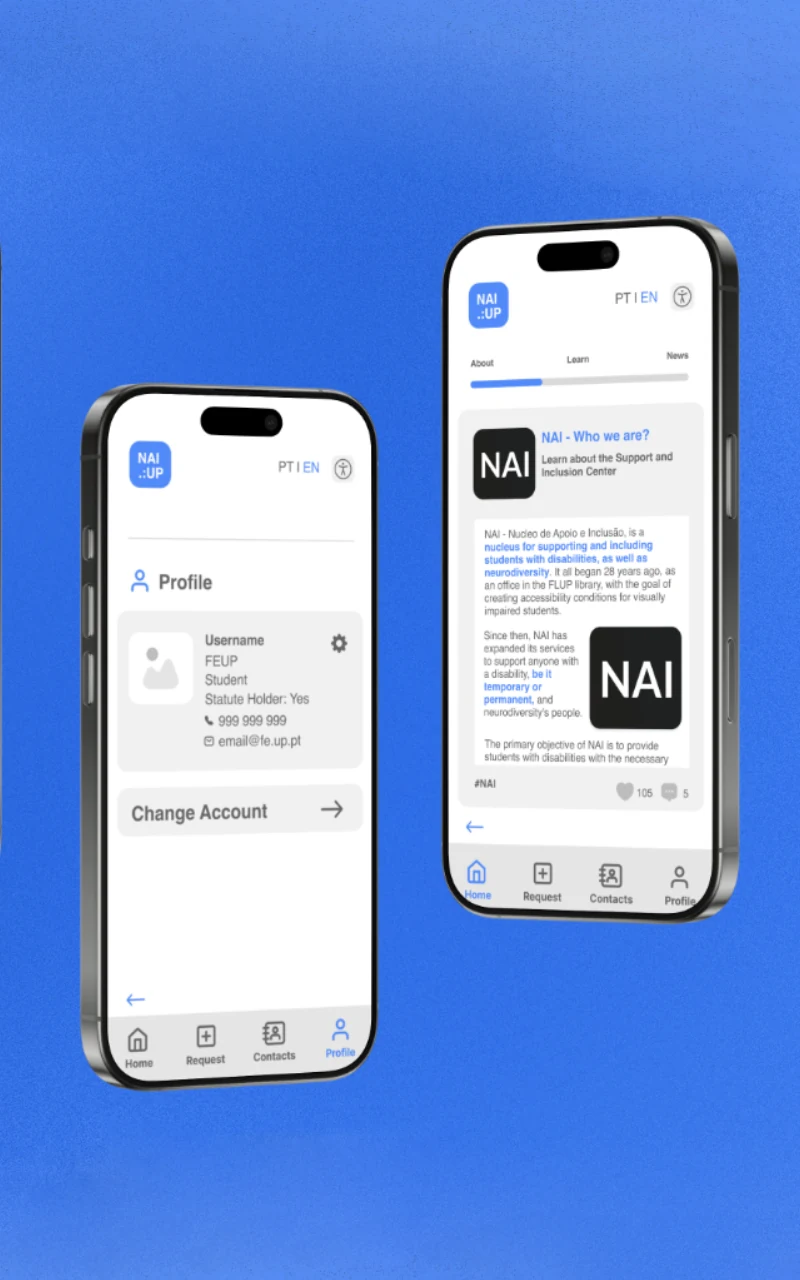 NAI
.:UP
PT | EN
Profile
Username
FEUP
Student
Statute Holder: Yes
999 999 999
email@fe.up.pt
Change Account
Home
Request
Contacts
Profile
NAI
.:UP
PT | EN
About
Learn
News
NAI
NAI - Who we are?
Learn about the Support and
Inclusion Center
NAI - Nucleo de Apoio e Inclusão, is a
nucleus for supporting and including
students with disabilities, as well as
neurodiversity. It all began 28 years ago, as
an office in the FLUP library, with the goal of
creating accessibility conditions for visually
impaired students.
Since then, NAI has
expanded its services
to support anyone with
a disability, be it
temporary or
permanent, and
neurodiversity's people.
NAI
The primary objective of NAI is to provide
students with disabilities with the necessary
#NAI
105
5
Home
Request
Contacts
Profile